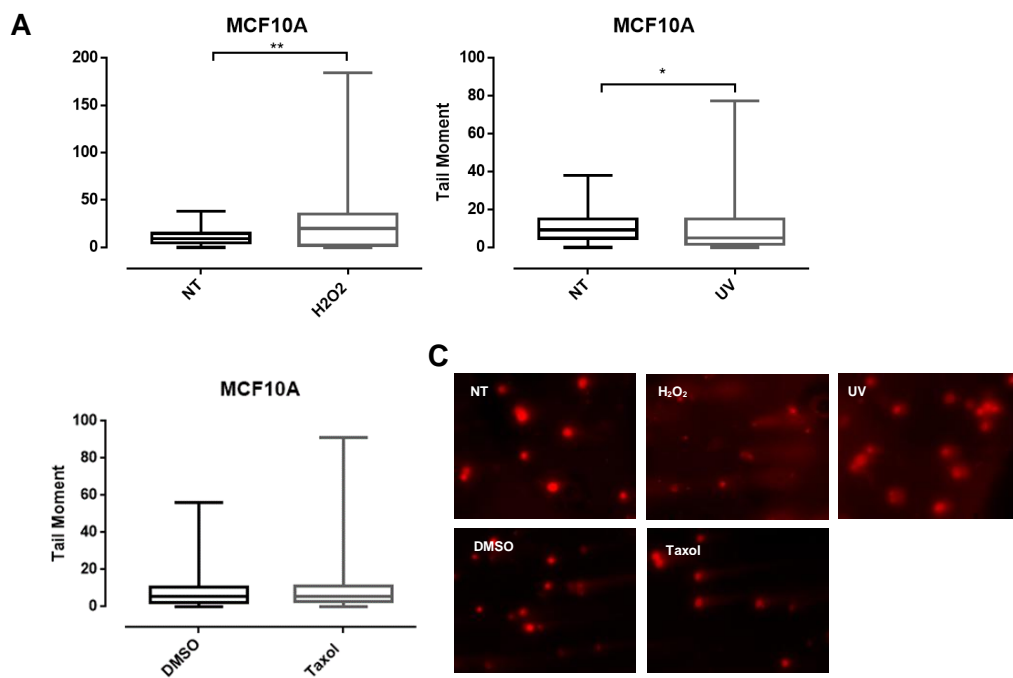 A
MCF10A
**
200
150
100
50
0
NT
H2O2
MCF10A
*
Tail Moment
100
80
60
40
20
0
NT
UV
MCF10A
Tail Moment
100
80
60
40
20
0
DMSO
Taxol
C
NT
H₂O₂
UV
DMSO
Taxol